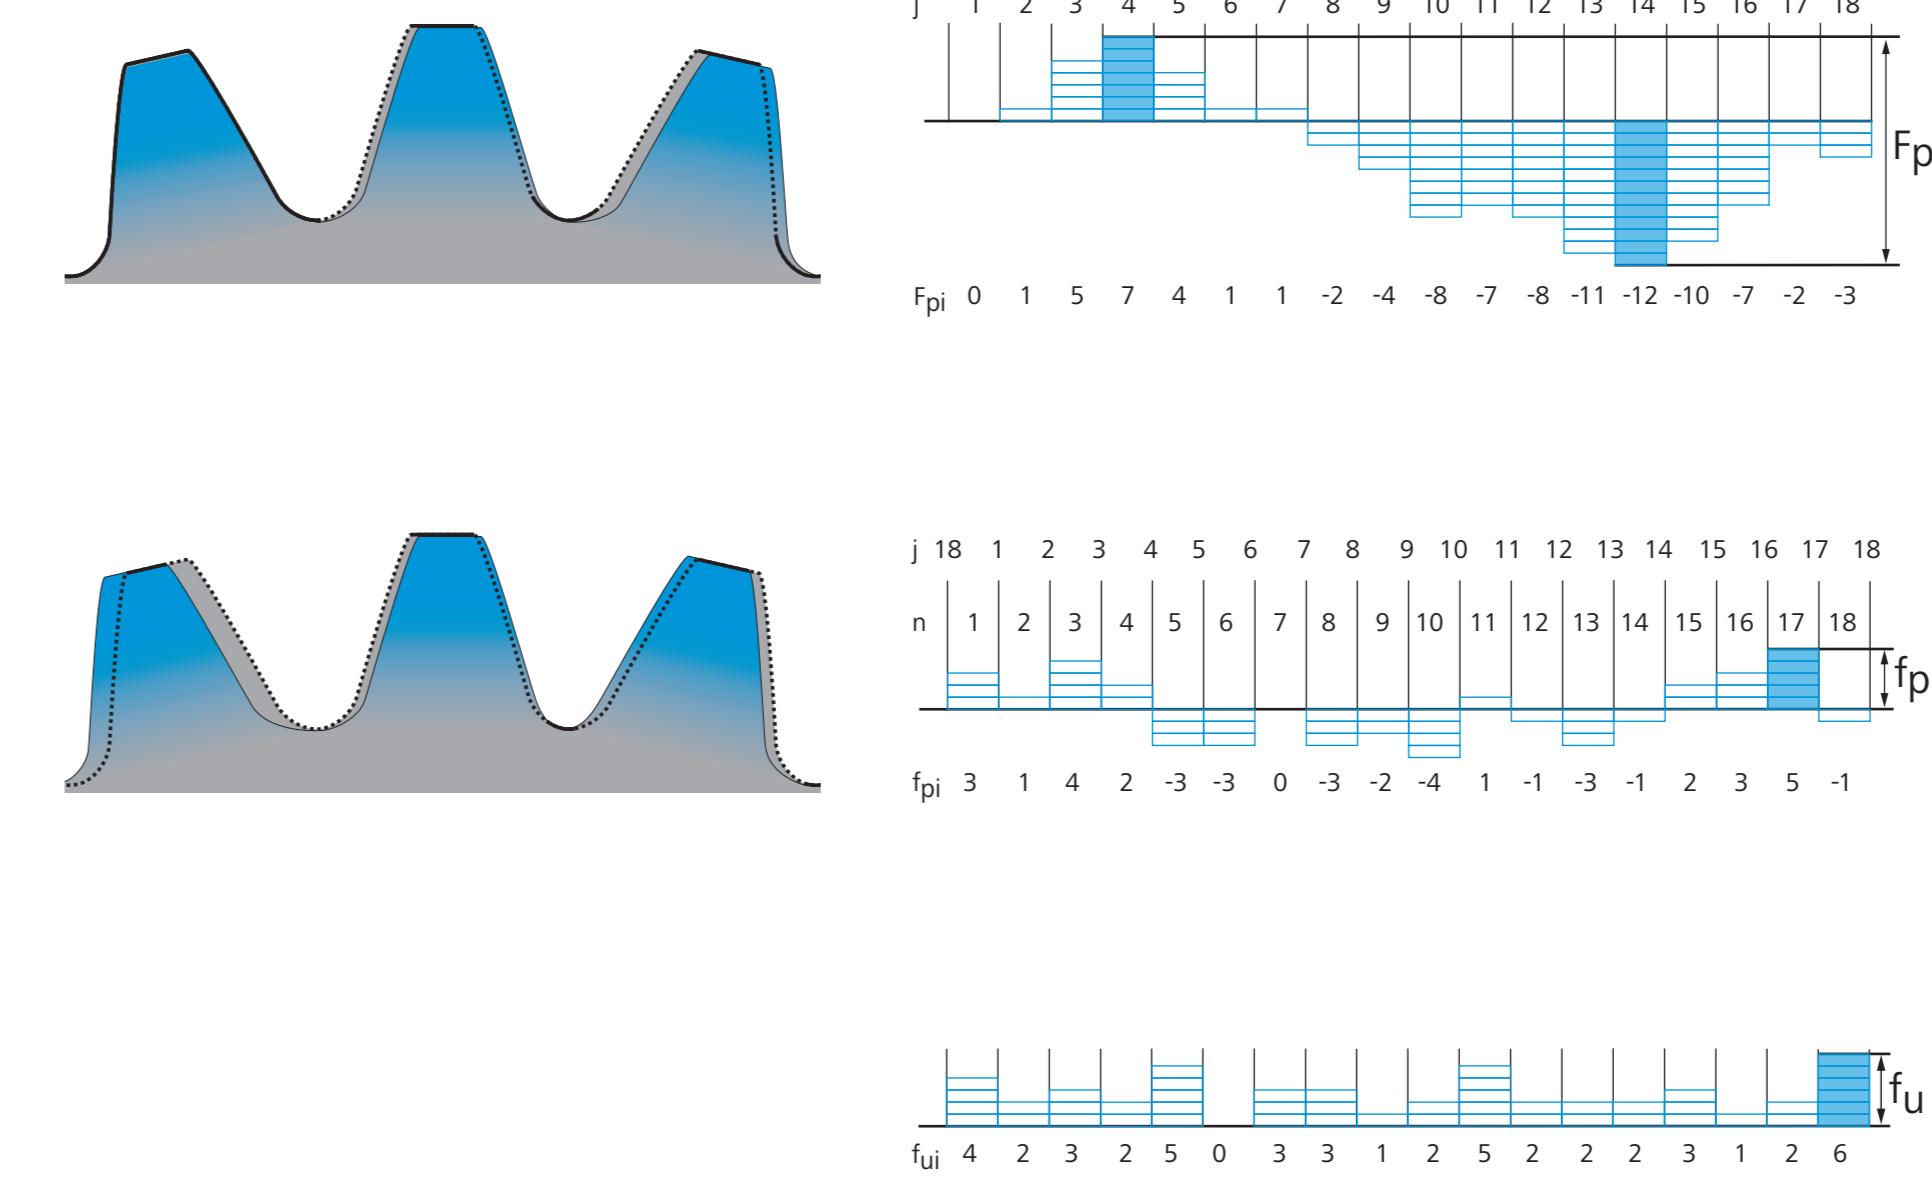 j 1 2 3 4 5 6 7 8 9 10 11 12 13 14 15 16 17 18
Fp
Fpi 0 1 5 7 4 1 1 -2 -4 -8 -7 -8 -11 -12 -10 -7 -2 -3
j 18 1 2 3 4 5 6 7 8 9 10 11 12 13 14 15 16 17 18
n 1 2 3 4 5 6 7 8 9 10 11 12 13 14 15 16 17 18
fp
fpi 3 1 4 2 -3 -3 0 -3 -2 -4 1 -1 -3 -1 2 3 5 -1
fu
fui 4 2 3 2 5 0 3 3 1 2 5 2 2 2 3 1 2 6